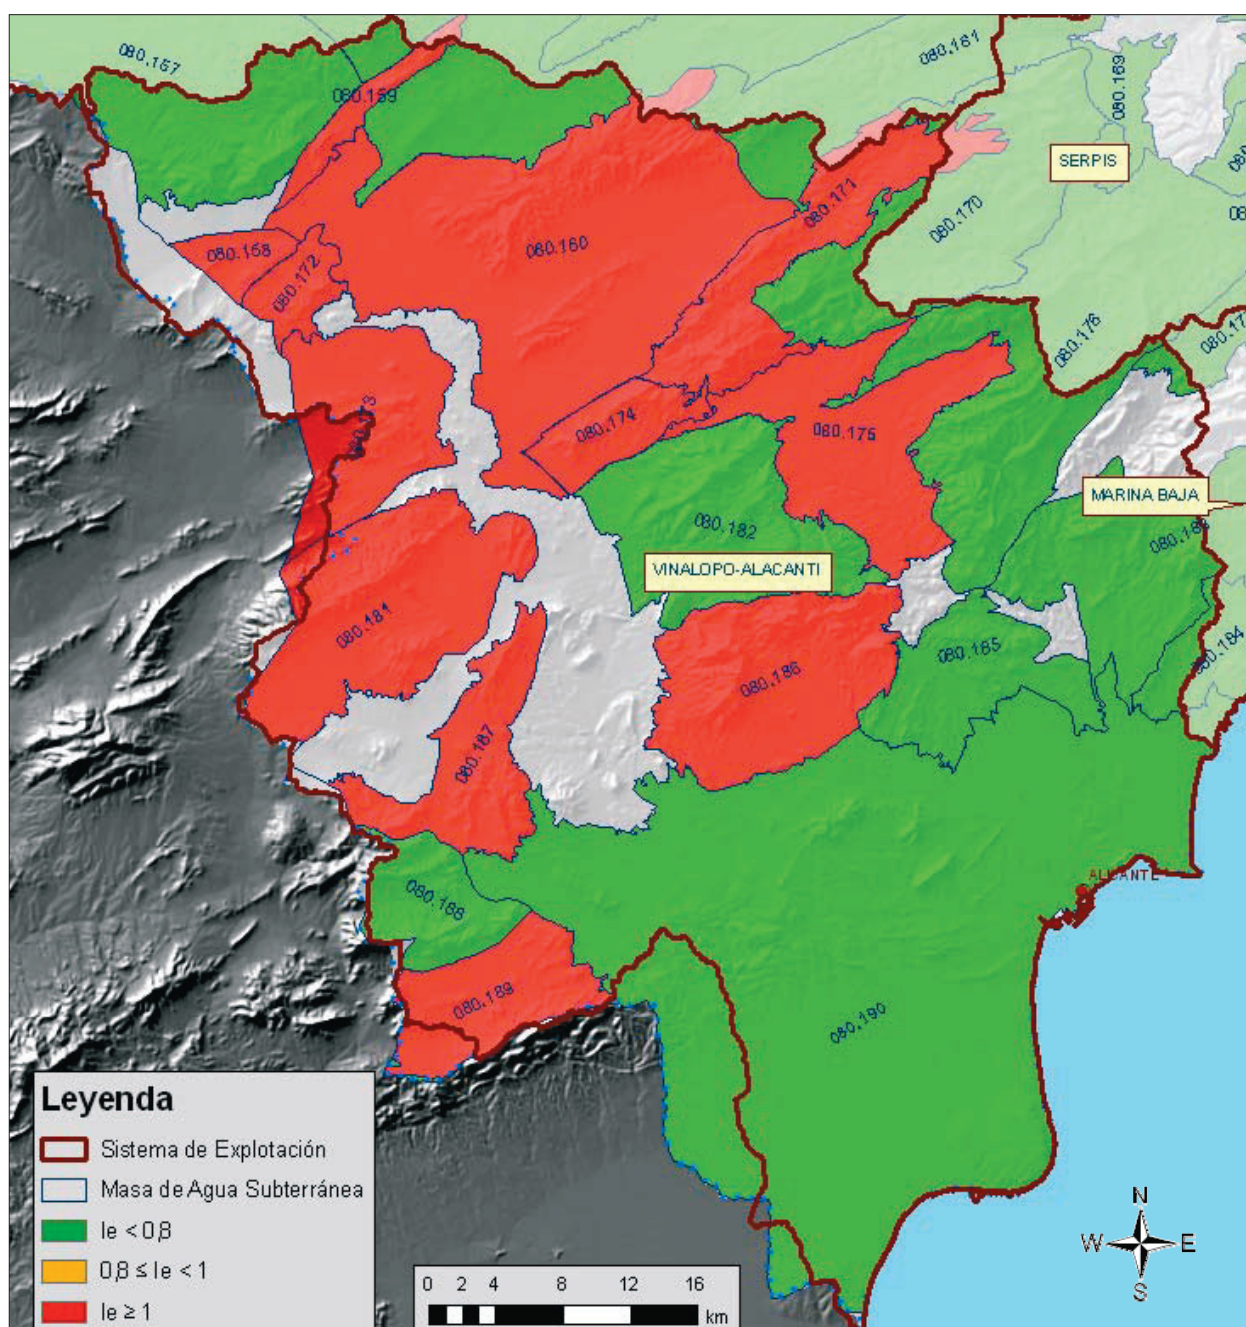 080.157
080.159
080.161
080.169
SERPIS
080.171
080.170
080.158
080.160
080.172
080.176
080.173
080.174
080.175
MARINA BAJA
080.182
VINALOPO-ALACANTI
080.181
080.184
080.185
080.186
080.187
ALICANTE
080.188
080.189
080.190
Leyenda
Sistema de Explotación
Masa de Agua Subterránea
Ie < 0,8
0,8 ≤ Ie < 1
Ie ≥ 1
0 2 4 8 12 16
km
N
W E
S